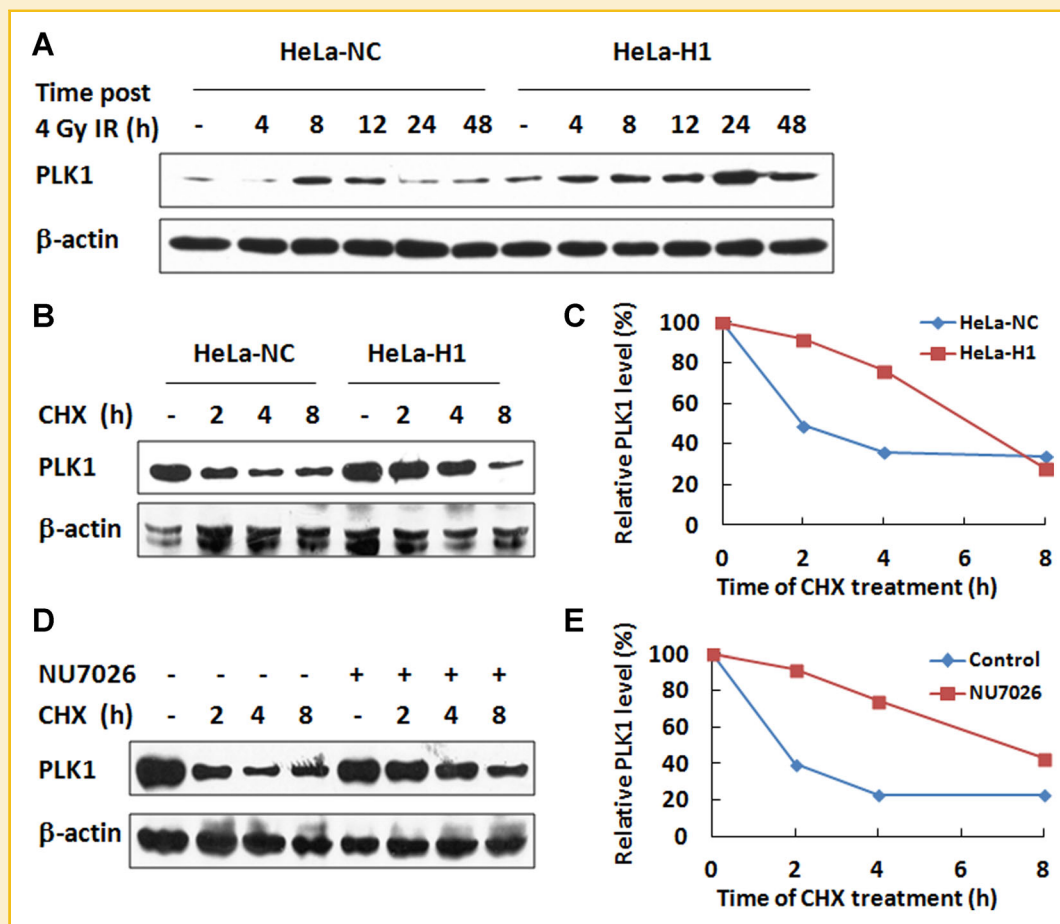 A
HeLa-NC HeLa-H1
Time post
4 Gy IR (h) - 4 8 12 24 48 - 4 8 12 24 48
PLK1
β-actin
B
HeLa-NC HeLa-H1
CHX (h) - 2 4 8 - 2 4 8
PLK1
β-actin
C
HeLa-NC
HeLa-H1
Relative PLK1 level (%)
100
80
60
40
20
0
0 2 4 6 8
Time of CHX treatment (h)
D
NU7026 - - - - + + + +
CHX (h) - 2 4 8 - 2 4 8
PLK1
β-actin
E
Control
NU7026
Relative PLK1 level (%)
100
80
60
40
20
0
0 2 4 6 8
Time of CHX treatment (h)